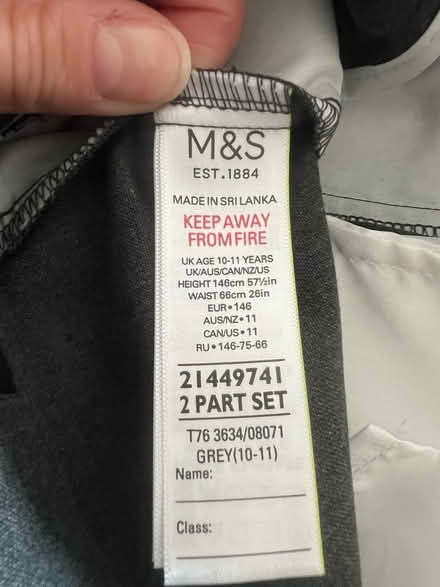 M&S
EST.1884
MADE IN SRI LANKA
KEEP AWAY
FROM FIRE
UK AGE 10-11 YEARS
UK/AUS/CAN/NZ/US
HEIGHT 146cm 57½in
WAIST 66cm 26in
EUR•146
AUS/NZ•11
CAN/US•11
RU•146-75-66
21449741
2 PART SET
T76 3634/08071
GREY(10-11)
Name:
Class: